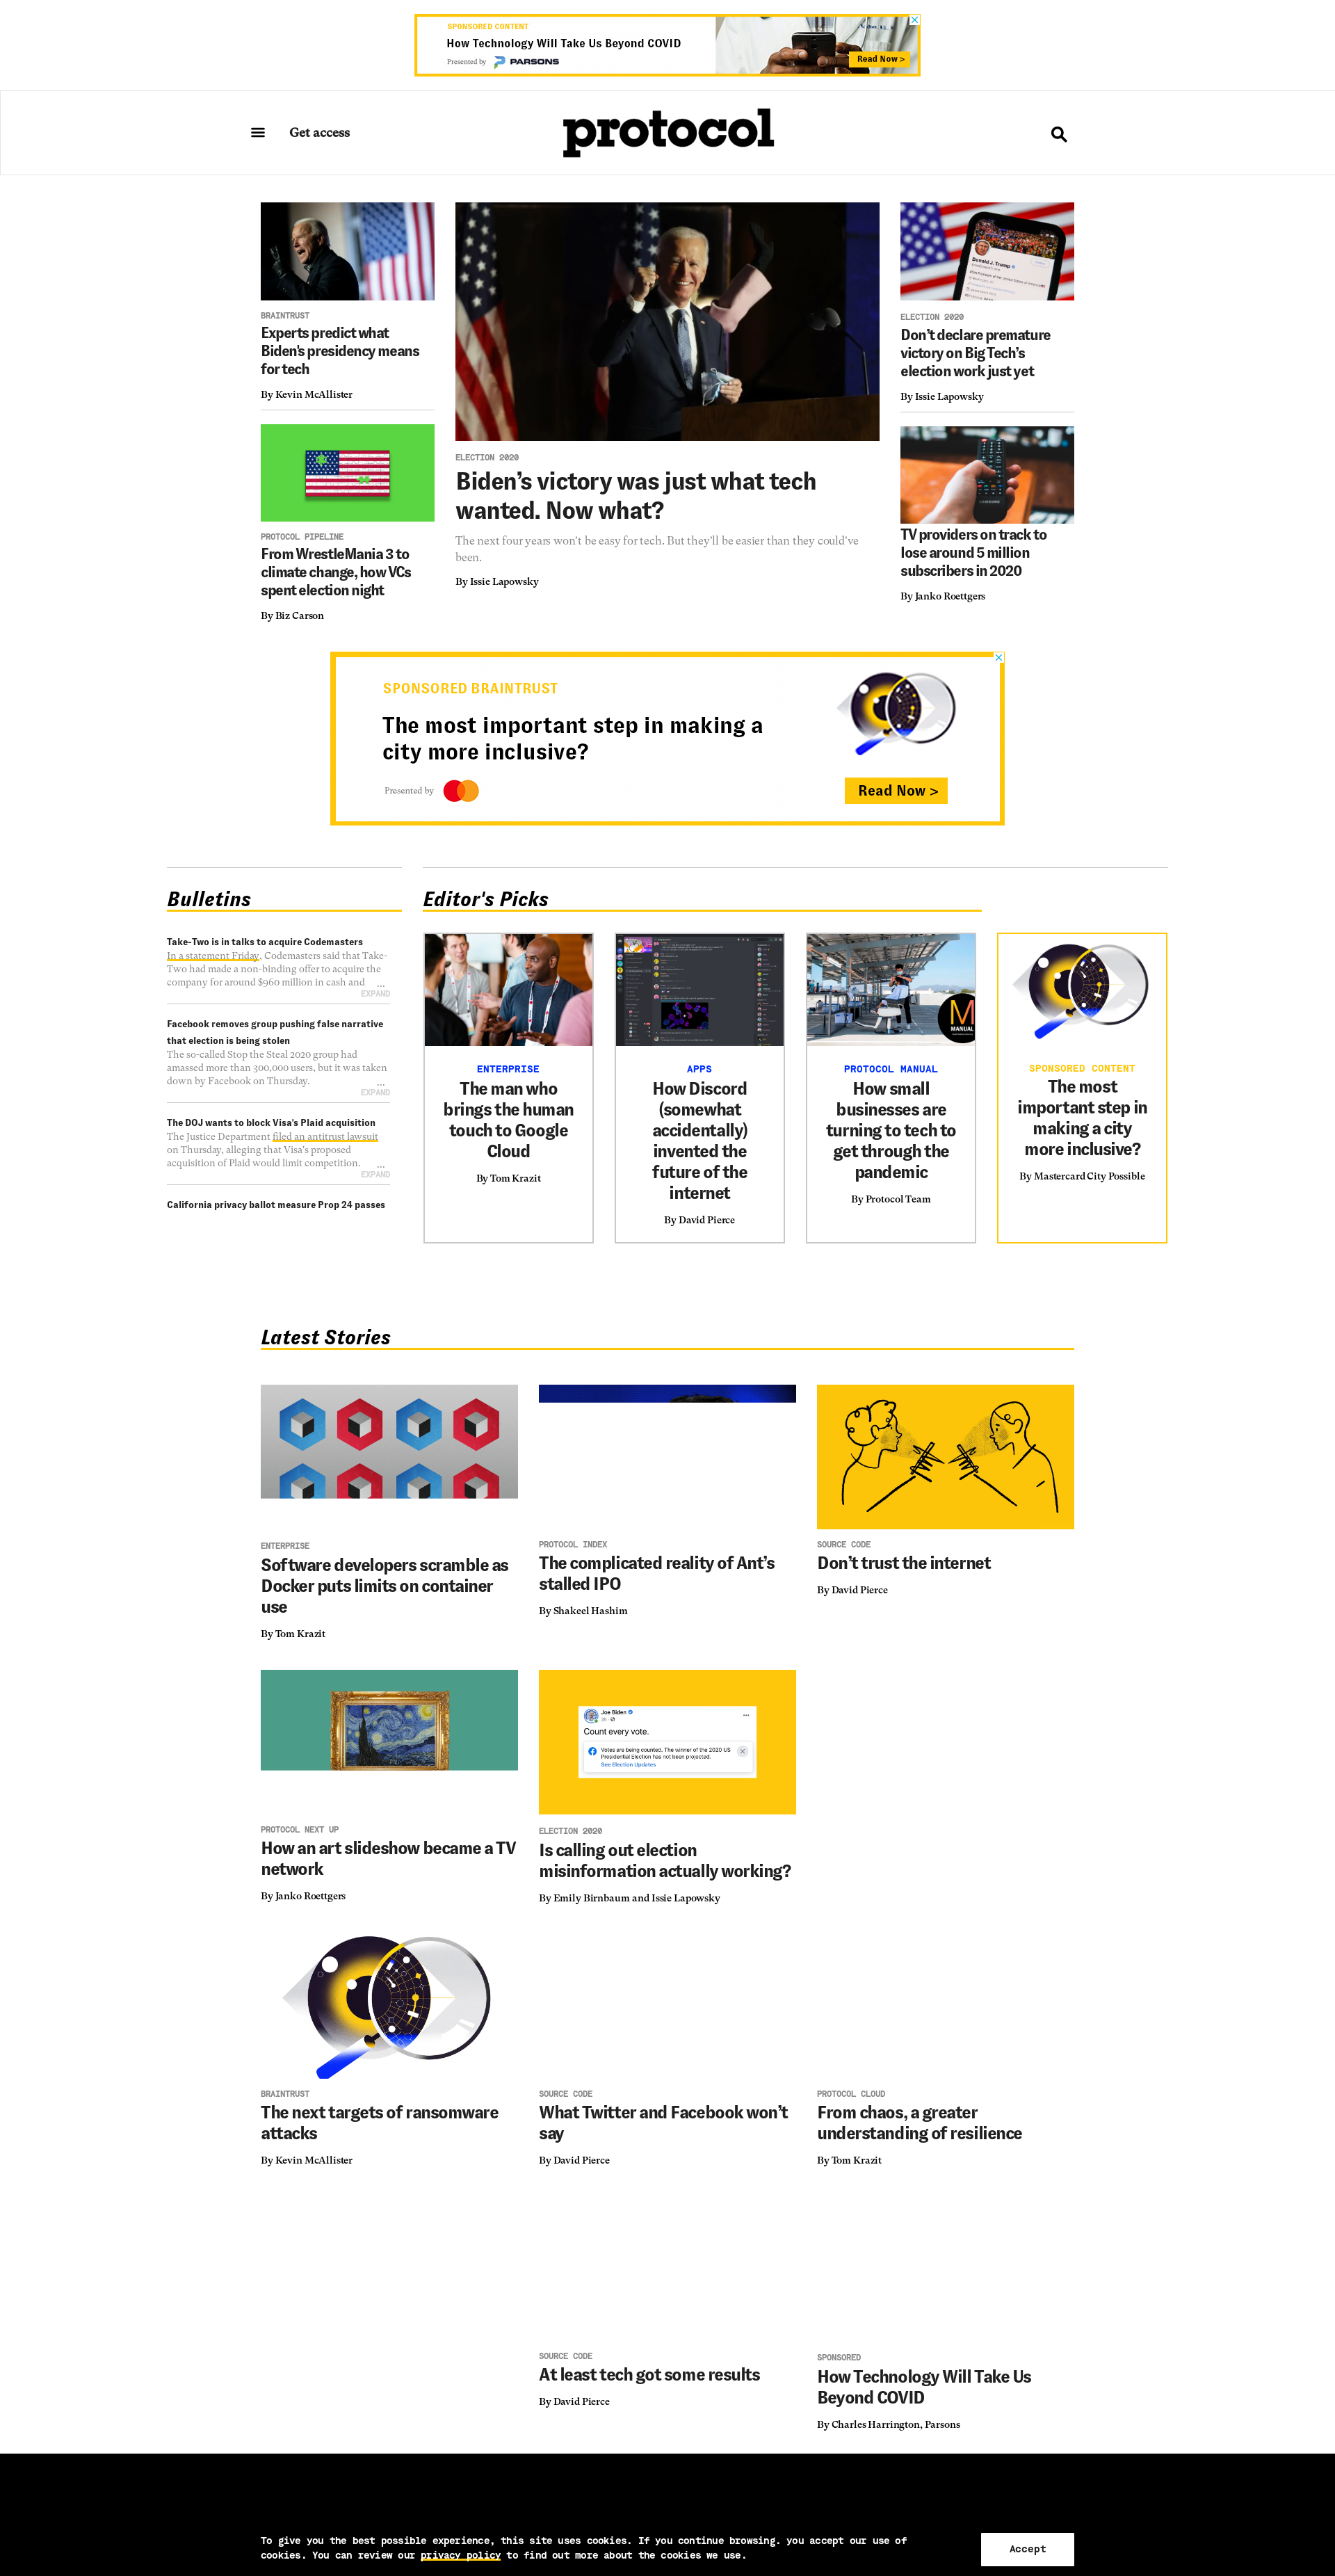 SPONSORED CONTENT
How Technology Will Take Us Beyond COVID
Presented by PARSONS
Read Now >
Get access
protocol
BRAINTRUST
Experts predict what
Biden's presidency means
for tech
By Kevin McAllister
PROTOCOL PIPELINE
From WrestleMania 3 to
climate change, how VCs
spent election night
By Biz Carson
ELECTION 2020
Biden’s victory was just what tech
wanted. Now what?
The next four years won't be easy for tech. But they'll be easier than they could've
been.
By Issie Lapowsky
Donald J. Trump
ELECTION 2020
Don’t declare premature
victory on Big Tech’s
election work just yet
By Issie Lapowsky
SAMSUNG
TV providers on track to
lose around 5 million
subscribers in 2020
By Janko Roettgers
SPONSORED BRAINTRUST
The most important step in making a
city more inclusive?
Presented by
Read Now >
Bulletins
Take-Two is in talks to acquire Codemasters
In a statement Friday, Codemasters said that Take-
Two had made a non-binding offer to acquire the
company for around $960 million in cash and ...
EXPAND
Facebook removes group pushing false narrative
that election is being stolen
The so-called Stop the Steal 2020 group had
amassed more than 300,000 users, but it was taken
down by Facebook on Thursday. ...
EXPAND
The DOJ wants to block Visa's Plaid acquisition
The Justice Department filed an antitrust lawsuit
on Thursday, alleging that Visa's proposed
acquisition of Plaid would limit competition. ...
EXPAND
California privacy ballot measure Prop 24 passes
Editor's Picks
ENTERPRISE
The man who
brings the human
touch to Google
Cloud
By Tom Krazit
APPS
How Discord
(somewhat
accidentally)
invented the
future of the
internet
By David Pierce
M
MANUAL
PROTOCOL MANUAL
How small
businesses are
turning to tech to
get through the
pandemic
By Protocol Team
SPONSORED CONTENT
The most
important step in
making a city
more inclusive?
By Mastercard City Possible
Latest Stories
ENTERPRISE
Software developers scramble as
Docker puts limits on container
use
By Tom Krazit
PROTOCOL INDEX
The complicated reality of Ant’s
stalled IPO
By Shakeel Hashim
SOURCE CODE
Don’t trust the internet
By David Pierce
PROTOCOL NEXT UP
How an art slideshow became a TV
network
By Janko Roettgers
Joe Biden
Count every vote.
Votes are being counted. The winner of the 2020 US
Presidential Election has not been projected.
See Election Updates
ELECTION 2020
Is calling out election
misinformation actually working?
By Emily Birnbaum and Issie Lapowsky
BRAINTRUST
The next targets of ransomware
attacks
By Kevin McAllister
SOURCE CODE
What Twitter and Facebook won’t
say
By David Pierce
PROTOCOL CLOUD
From chaos, a greater
understanding of resilience
By Tom Krazit
SOURCE CODE
At least tech got some results
By David Pierce
SPONSORED
How Technology Will Take Us
Beyond COVID
By Charles Harrington, Parsons
To give you the best possible experience, this site uses cookies. If you continue browsing. you accept our use of
cookies. You can review our privacy policy to find out more about the cookies we use.
Accept